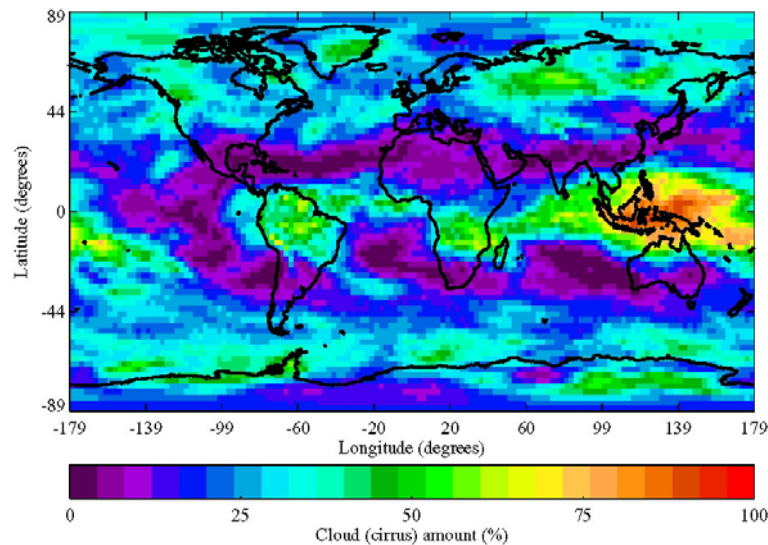 89
44
0
-44
-89
Latitude (degrees)
-179 -139 -99 -60 -20 20 60 99 139 179
Longitude (degrees)
0 25 50 75 100
Cloud (cirrus) amount (%)